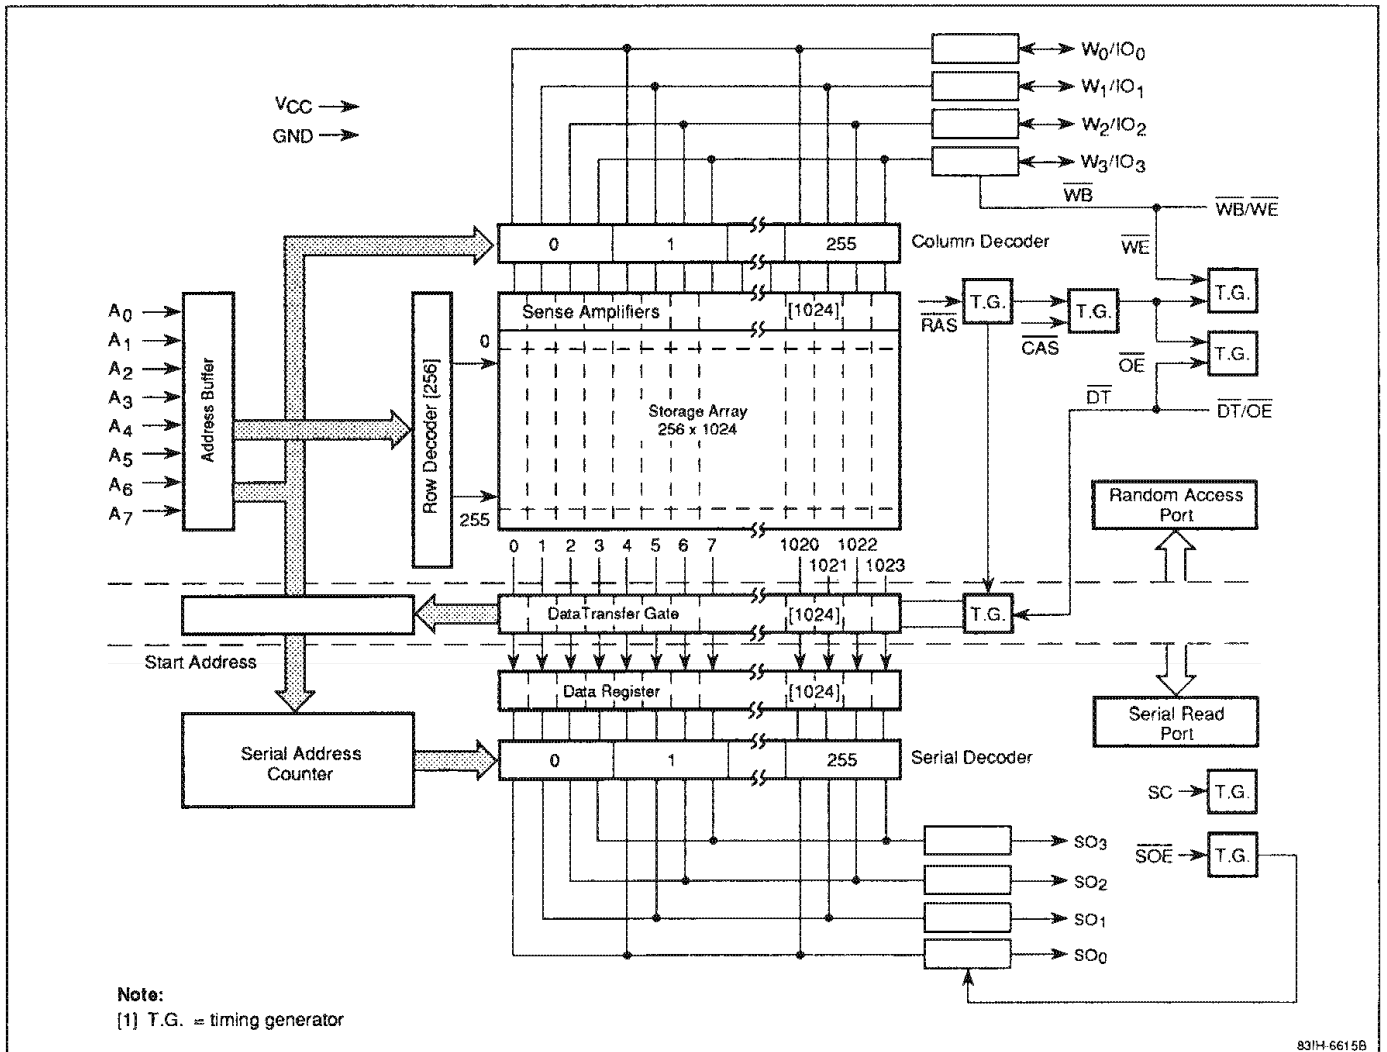 VCC
GND
W0/IO0
W1/IO1
W2/IO2
W3/IO3
WB
WB/WE
WE
0 1 255 Column Decoder
A0
A1
A2
A3
A4
A5
A6
A7
Address Buffer
Row Decoder [256]
Sense Amplifiers [1024]
0
Storage Array
256 x 1024
255
RAS
T.G.
CAS
T.G.
T.G.
OE
T.G.
DT
DT/OE
Random Access
Port
0 1 2 3 4 5 6 7 1020 1022
1021 1023
Data Transfer Gate [1024]
T.G.
Start Address
Data Register [1024]
Serial Read
Port
Serial Address
Counter
0 1 255 Serial Decoder
SC T.G.
SOE T.G.
SO3
SO2
SO1
SO0
Note:
[1] T.G. = timing generator
83IH-6615B